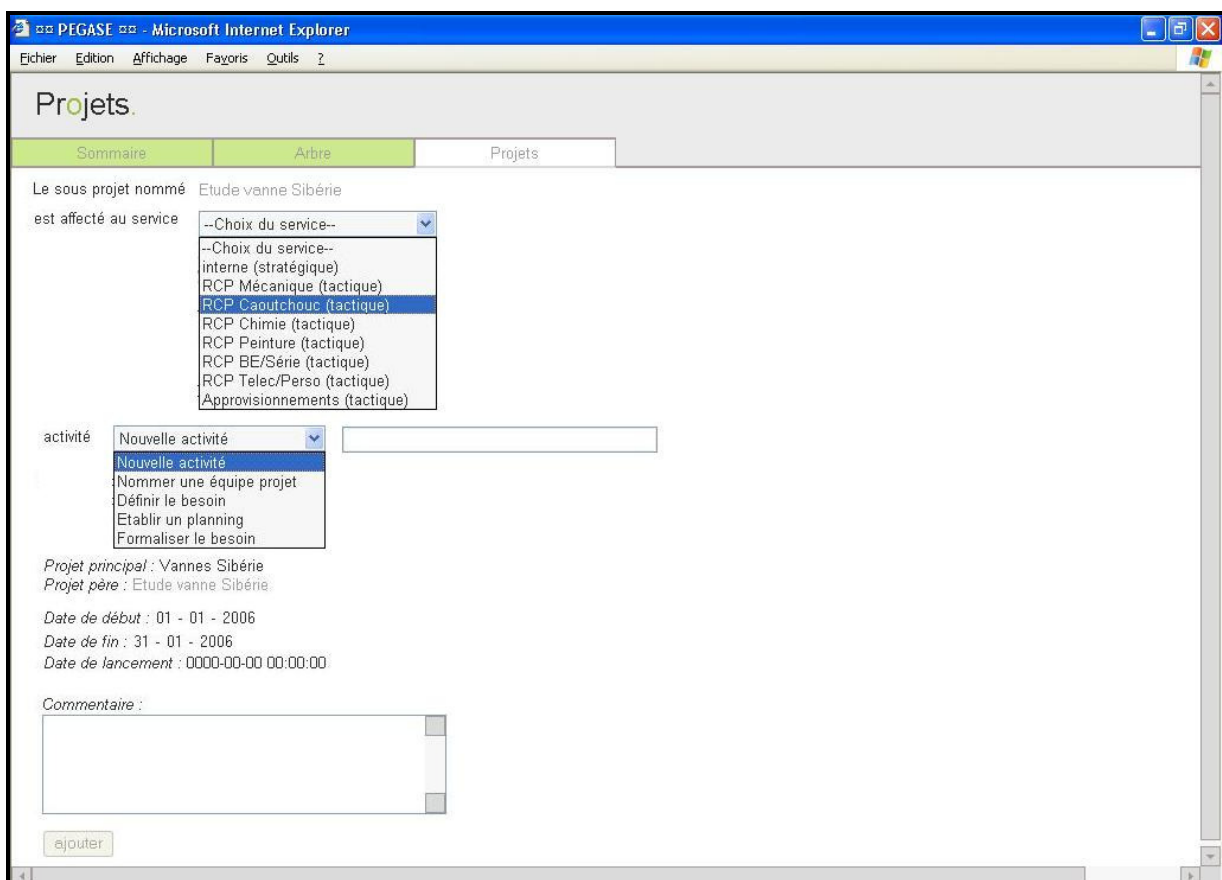 ¤¤ PEGASE ¤¤ - Microsoft Internet Explorer
Fichier Edition Affichage Favoris Outils ?
Projets.
Sommaire Arbre Projets
Le sous projet nommé Etude vanne Sibérie
est affecté au service --Choix du service--
--Choix du service--
interne (stratégique)
RCP Mécanique (tactique)
RCP Caoutchouc (tactique)
RCP Chimie (tactique)
RCP Peinture (tactique)
RCP BE/Série (tactique)
RCP Telec/Perso (tactique)
Approvisionnements (tactique)
activité Nouvelle activité
Nouvelle activité
Nommer une équipe projet
Définir le besoin
Etablir un planning
Formaliser le besoin
Projet principal : Vannes Sibérie
Projet père : Etude vanne Sibérie
Date de début : 01 - 01 - 2006
Date de fin : 31 - 01 - 2006
Date de lancement : 0000-00-00 00:00:00
Commentaire :
ajouter